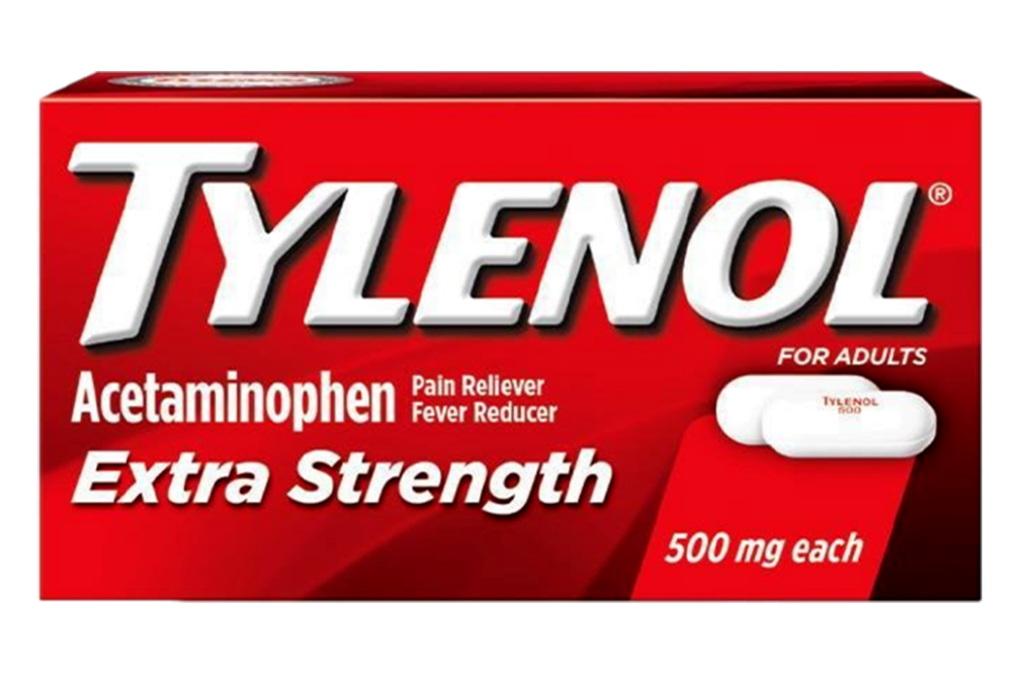 TYLENOL®
FOR ADULTS
Acetaminophen Pain Reliever
Fever Reducer
TYLENOL
500
Extra Strength
500 mg each